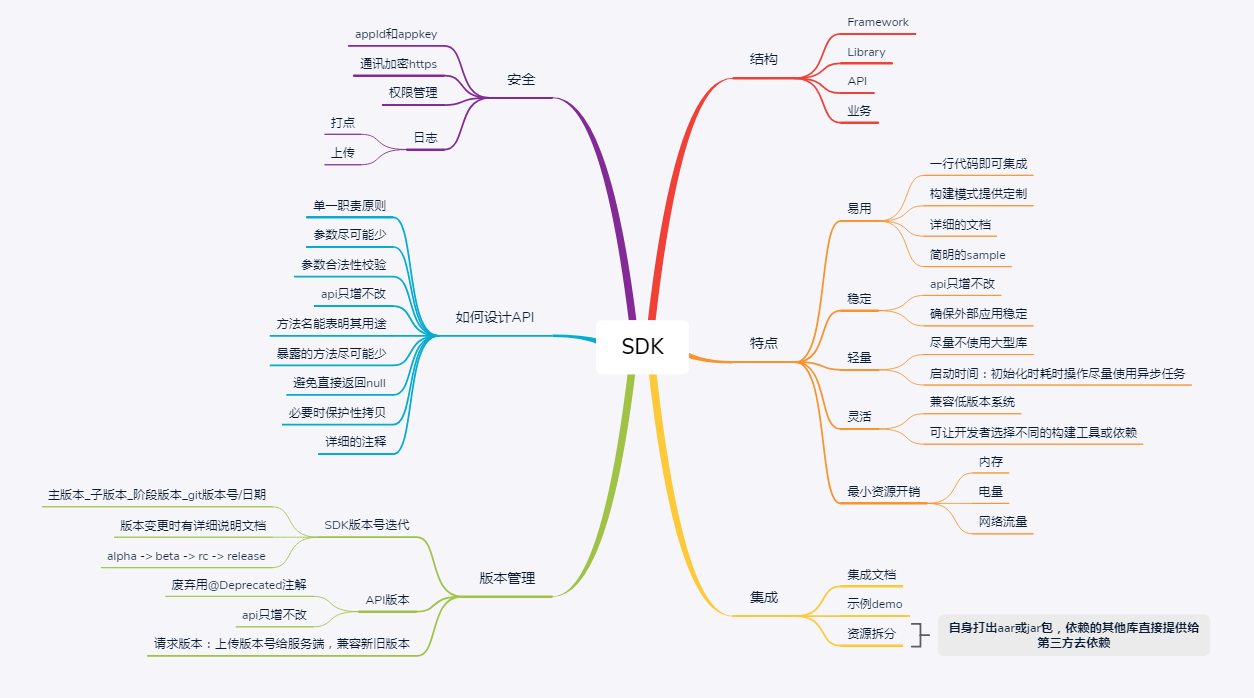 SDK
结构
Framework
Library
API
业务
特点
易用
一行代码即可集成
构建模式提供定制
详细的文档
简明的sample
稳定
api只增不改
确保外部应用稳定
轻量
尽量不使用大型库
启动时间：初始化时耗时操作尽量使用异步任务
灵活
兼容低版本系统
可让开发者选择不同的构建工具或依赖
最小资源开销
内存
电量
网络流量
集成
集成文档
示例demo
资源拆分
自身打出aar或jar包，依赖的其他库直接提供给
第三方去依赖
安全
appId和appkey
通讯加密https
权限管理
日志
打点
上传
如何设计API
单一职责原则
参数尽可能少
参数合法性校验
api只增不改
方法名能表明其用途
暴露的方法尽可能少
避免直接返回null
必要时保护性拷贝
详细的注释
版本管理
SDK版本号迭代
主版本_子版本_阶段版本_git版本号/日期
版本变更时有详细说明文档
alpha -> beta -> rc -> release
API版本
废弃用@Deprecated注解
api只增不改
请求版本：上传版本号给服务端，兼容新旧版本